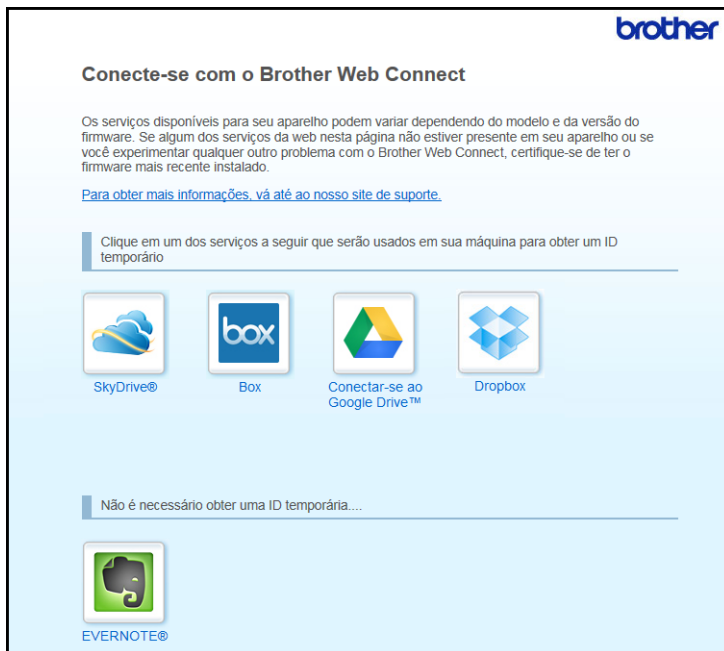 brother
Conecte-se com o Brother Web Connect
Os serviços disponíveis para seu aparelho podem variar dependendo do modelo e da versão do
firmware. Se algum dos serviços da web nesta página não estiver presente em seu aparelho ou se
você experimentar qualquer outro problema com o Brother Web Connect, certifique-se de ter o
firmware mais recente instalado.
Para obter mais informações, vá até ao nosso site de suporte.
Clique em um dos serviços a seguir que serão usados em sua máquina para obter um ID
temporário
box
SkyDrive®
Box
Conectar-se ao
Google Drive™
Dropbox
Não é necessário obter uma ID temporária....
EVERNOTE®